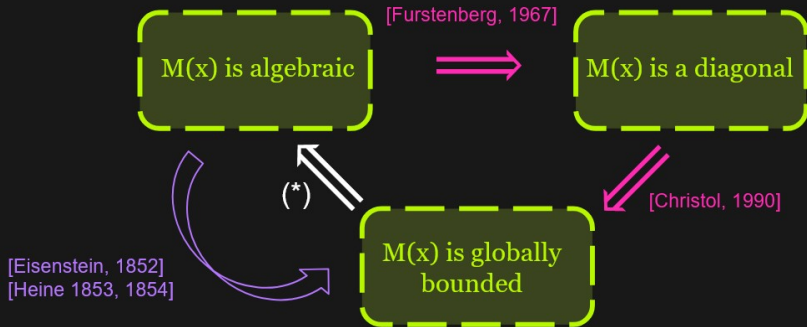 [Furstenberg, 1967]
M(x) is algebraic
M(x) is a diagonal
(*)
[Christol, 1990]
M(x) is globally
bounded
[Eisenstein, 1852]
[Heine 1853, 1854]